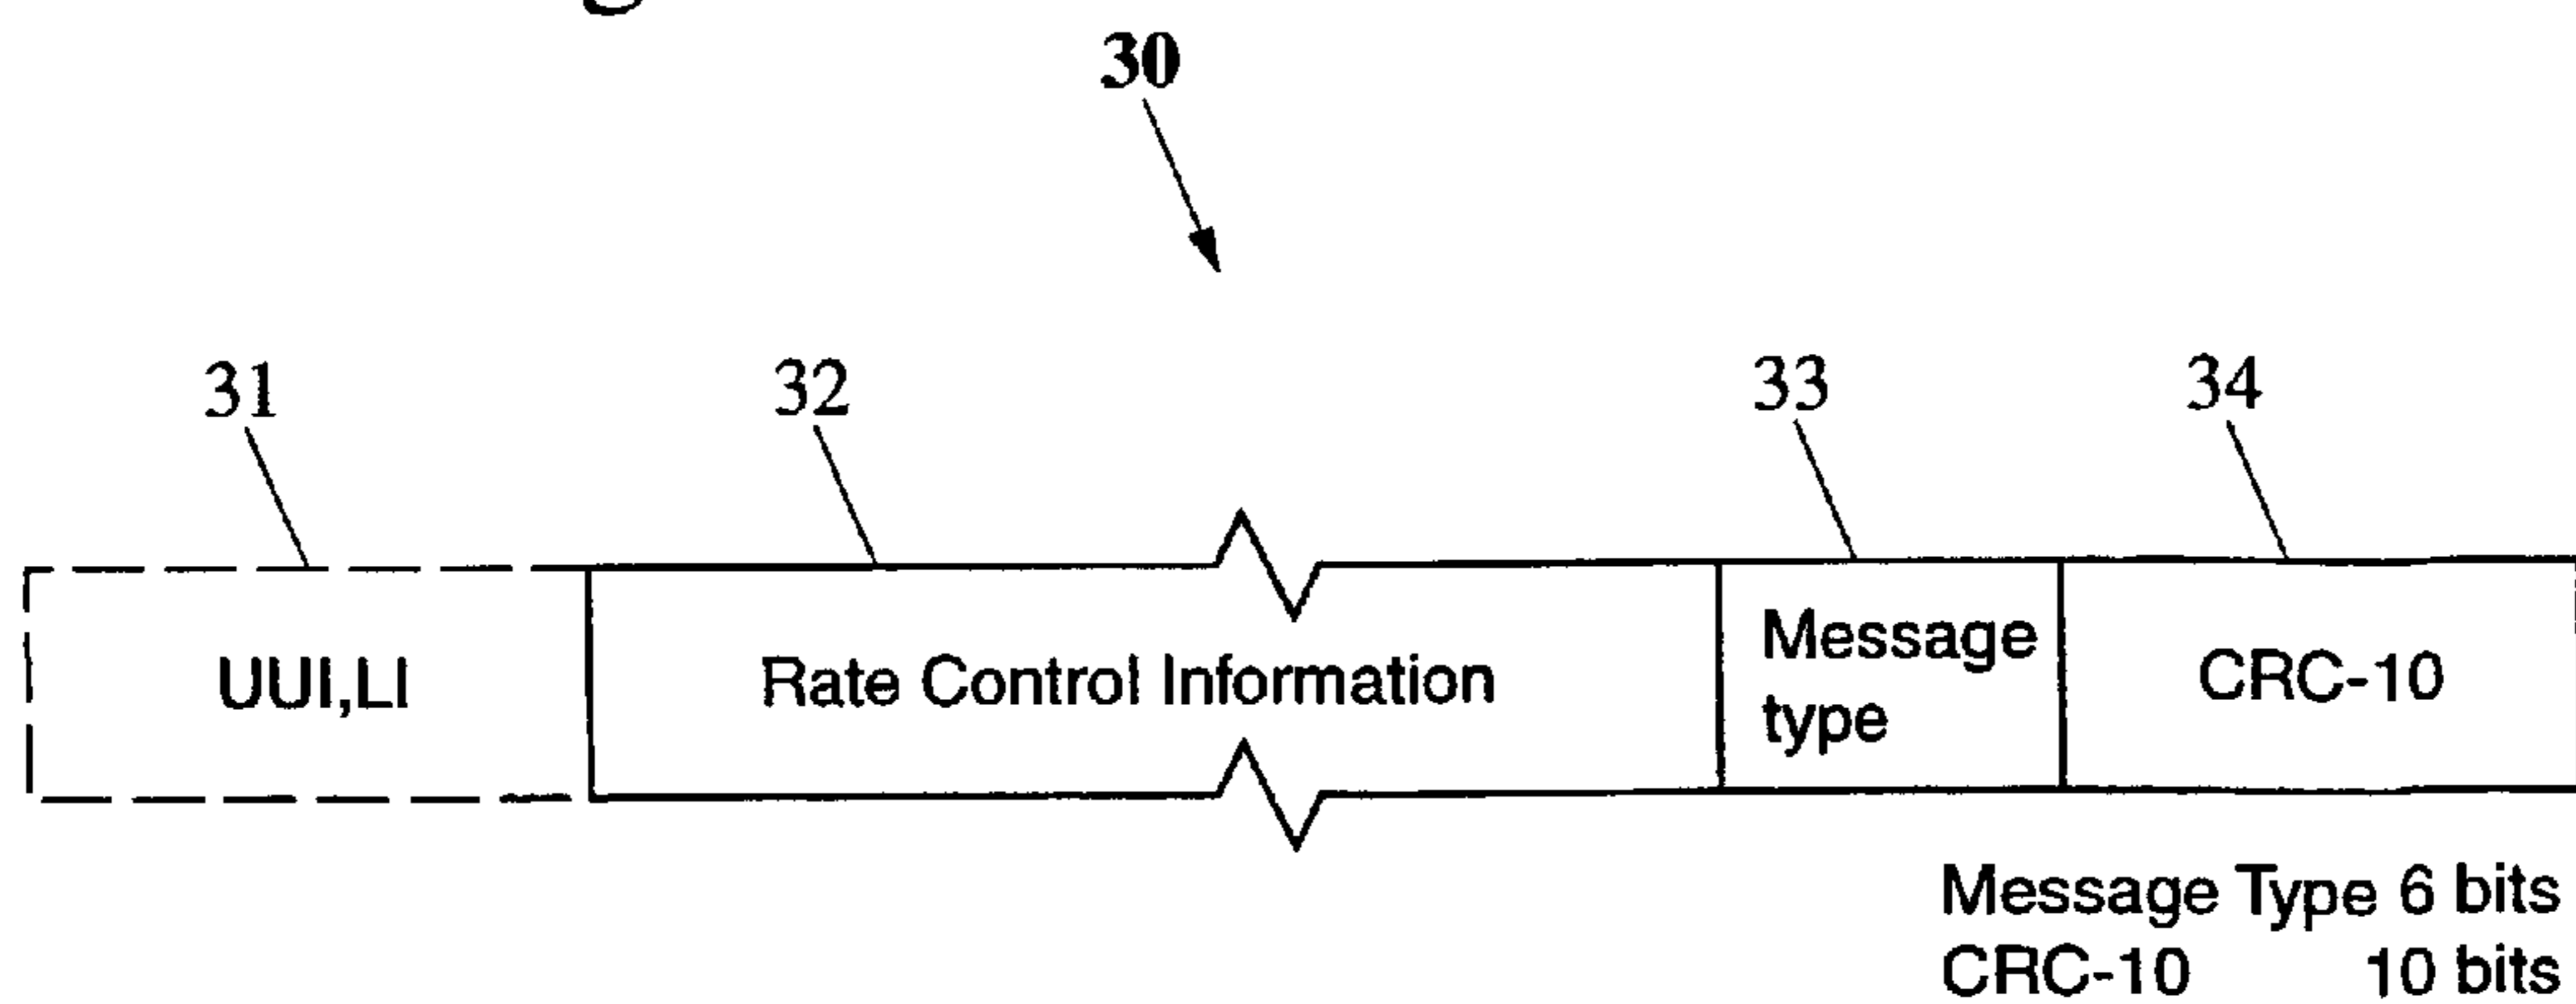 30
31 32 33 34
UUI,LI
Rate Control Information
Message
type
CRC-10
Message Type 6 bits
CRC-10 10 bits